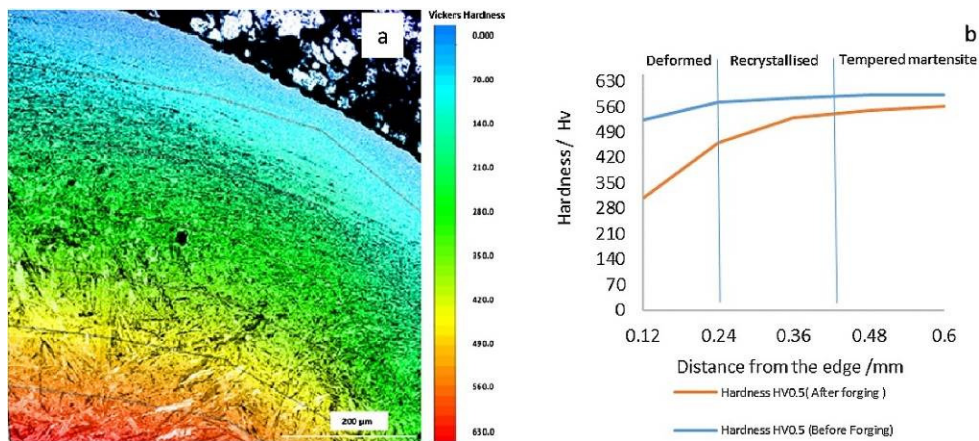 Vickers Hardness
a
0.000
70.00
140.0
210.0
280.0
350.0
420.0
490.0
560.0
630.0
200 µm
b
Deformed Recrystallised Tempered martensite
630
560
490
420
350
280
210
140
70
0
Hardness / Hv
0.12 0.24 0.36 0.48 0.6
Distance from the edge /mm
Hardness HV0.5( After forging )
Hardness HV0.5 (Before Forging)